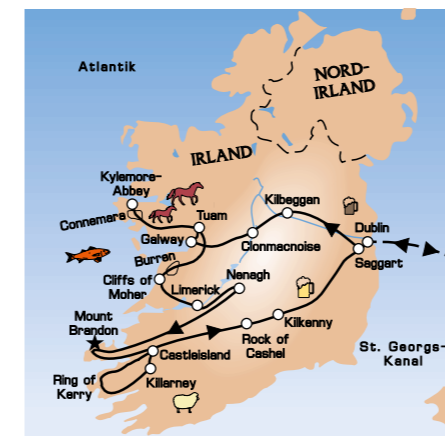 Atlantik
NORD-
IRLAND
IRLAND
Kylemore-
Abbey
Connemara
Tuam
Kilbeggan
Dublin
Galway
Clonmacnoise
Saggart
Burren
Cliffs of
Moher
Nenagh
Limerick
Mount
Brandon
Kilkenny
Rock of
Cashel
Castleisland
St. Georgs-
Kanal
Ring of
Kerry
Killarney